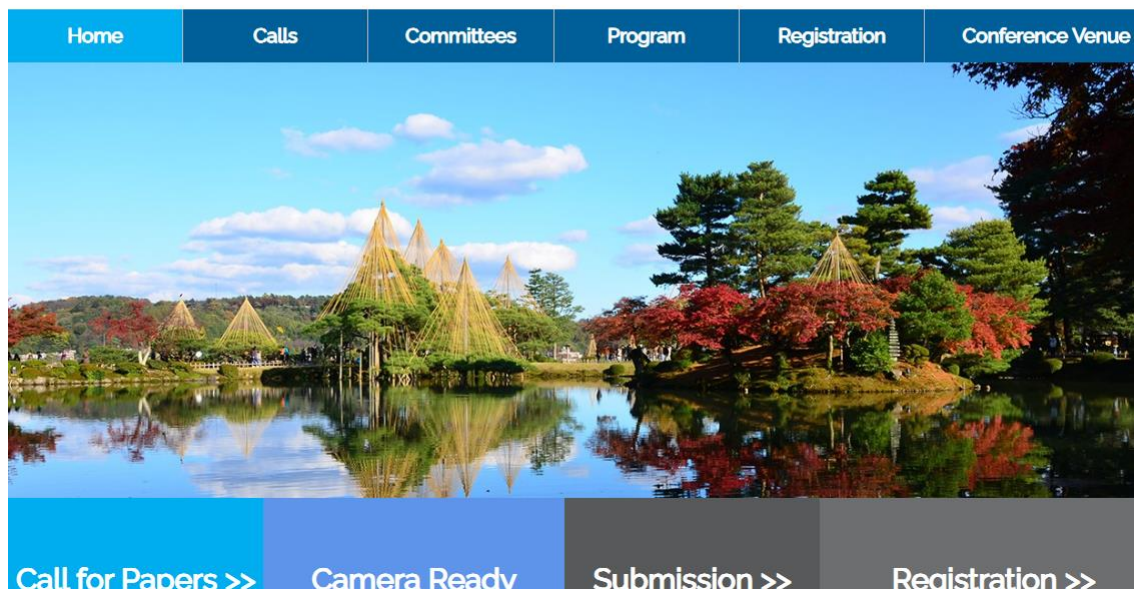 Home Calls Committees Program Registration Conference Venue
Call for Papers >> Camera Ready Submission >> Registration >>